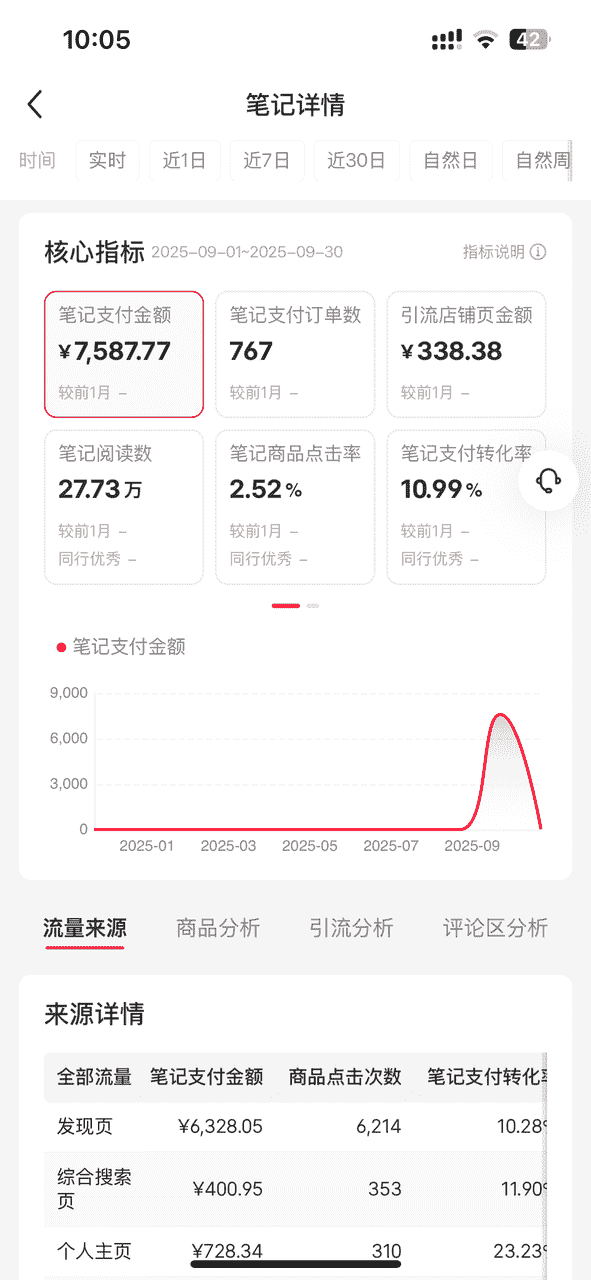 10:05
42
笔记详情
时间 实时 近1日 近7日 近30日 自然日 自然周
核心指标 2025-09-01~2025-09-30 指标说明
笔记支付金额 笔记支付订单数 引流店铺页金额
¥7,587.77 767 ¥338.38
较前1月 – 较前1月 – 较前1月 –
笔记阅读数 笔记商品点击率 笔记支付转化率
27.73万 2.52% 10.99%
较前1月 – 较前1月 – 较前1月 –
同行优秀 – 同行优秀 – 同行优秀 –
笔记支付金额
9,000
6,000
3,000
0
2025-01 2025-03 2025-05 2025-07 2025-09
流量来源 商品分析 引流分析 评论区分析
来源详情
全部流量 笔记支付金额 商品点击次数 笔记支付转化率
发现页 ¥6,328.05 6,214 10.28%
综合搜索
页 ¥400.95 353 11.90%
个人主页 ¥728.34 310 23.23%